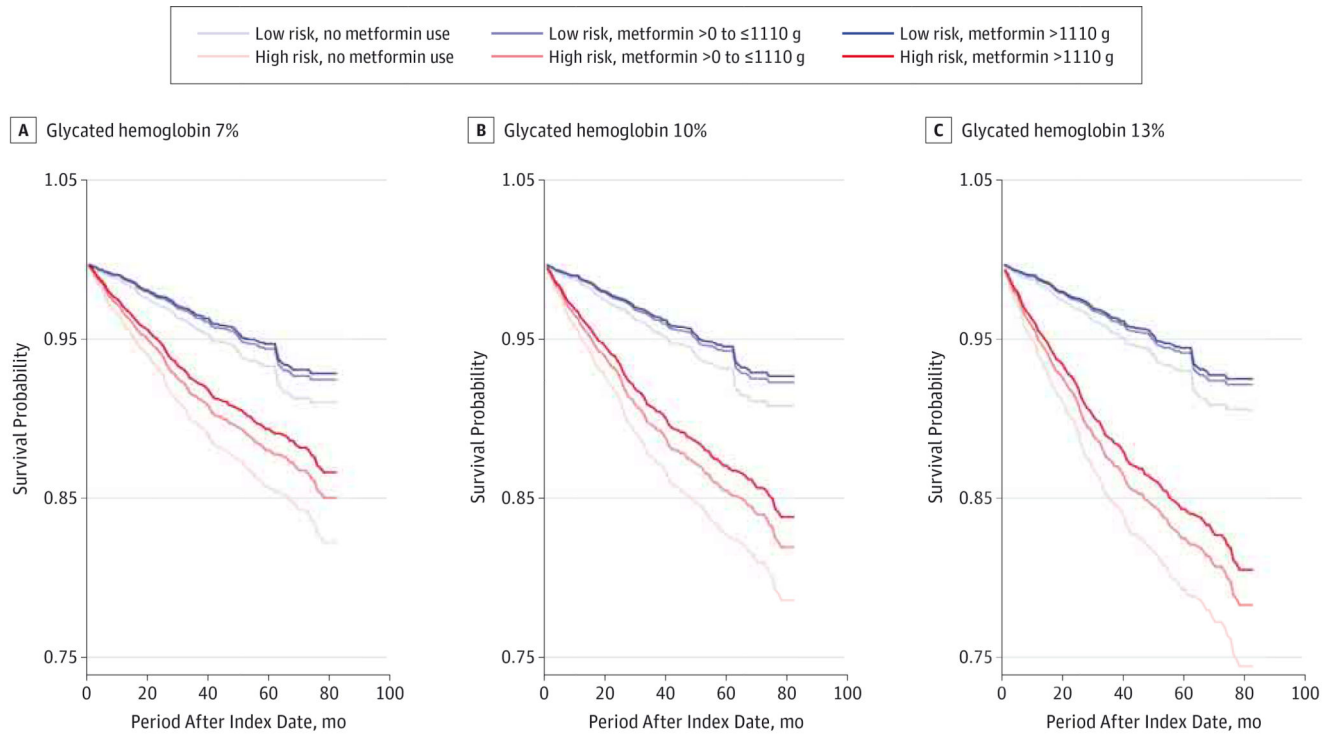 Low risk, no metformin use
High risk, no metformin use
Low risk, metformin >0 to ≤1110 g
High risk, metformin >0 to ≤1110 g
Low risk, metformin >1110 g
High risk, metformin >1110 g
A Glycated hemoglobin 7%
1.05
0.95
0.85
0.75
Survival Probability
0 20 40 60 80 100
Period After Index Date, mo
B Glycated hemoglobin 10%
1.05
0.95
0.85
0.75
Survival Probability
0 20 40 60 80 100
Period After Index Date, mo
C Glycated hemoglobin 13%
1.05
0.95
0.85
0.75
Survival Probability
0 20 40 60 80 100
Period After Index Date, mo